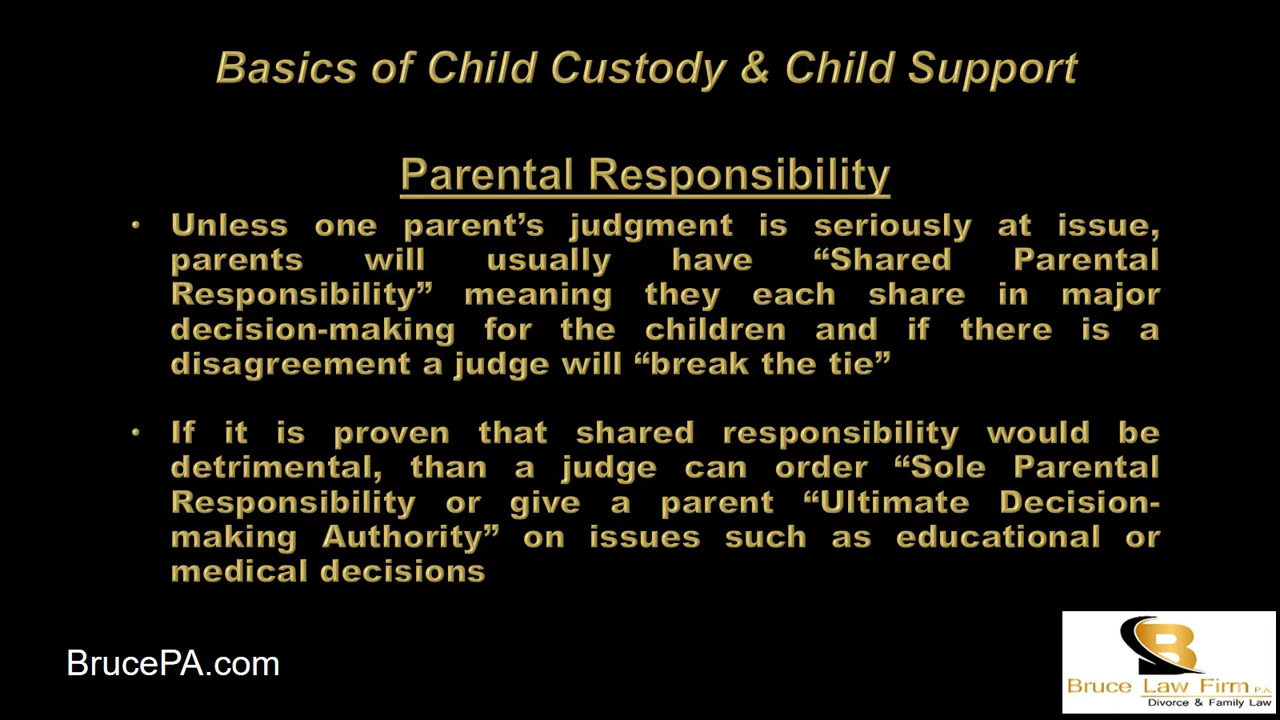 Basics of Child Custody & Child Support
Parental Responsibility
• Unless one parent’s judgment is seriously at issue,
parents will usually have “Shared Parental
Responsibility” meaning they each share in major
decision-making for the children and if there is a
disagreement a judge will “break the tie”
• If it is proven that shared responsibility would be
detrimental, than a judge can order “Sole Parental
Responsibility or give a parent “Ultimate Decision-
making Authority” on issues such as educational or
medical decisions
BrucePA.com
B
Bruce Law Firm P.A.
Divorce & Family Law